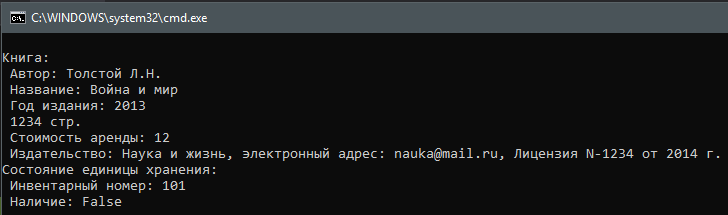 C:\WINDOWS\system32\cmd.exe
Книга:
Автор: Толстой Л.Н.
Название: Война и мир
Год издания: 2013
1234 стр.
Стоимость аренды: 12
Издательство: Наука и жизнь, электронный адрес: nauka@mail.ru, Лицензия N-1234 от 2014 г.
Состояние единицы хранения:
Инвентарный номер: 101
Наличие: False